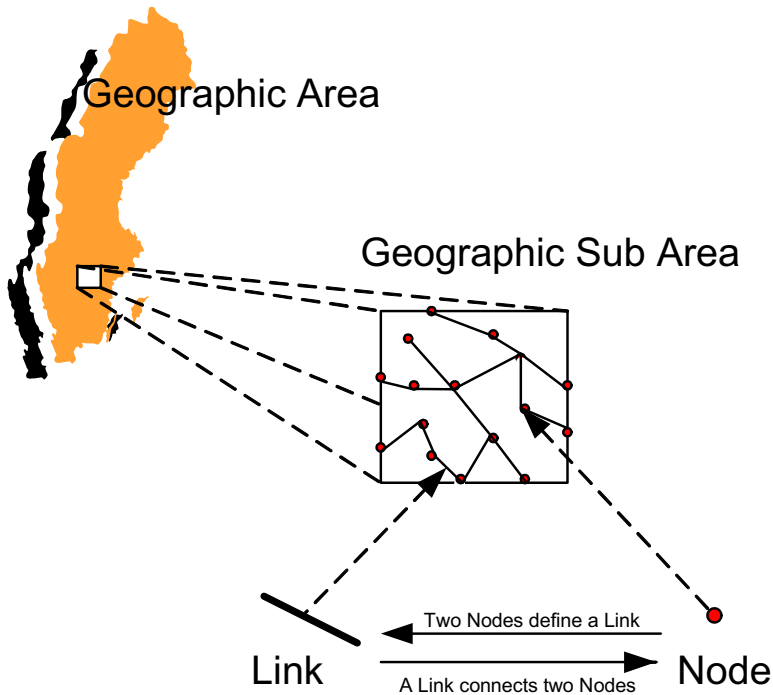 Geographic Area
Geographic Sub Area
Two Nodes define a Link
Link
Node
A Link connects two Nodes